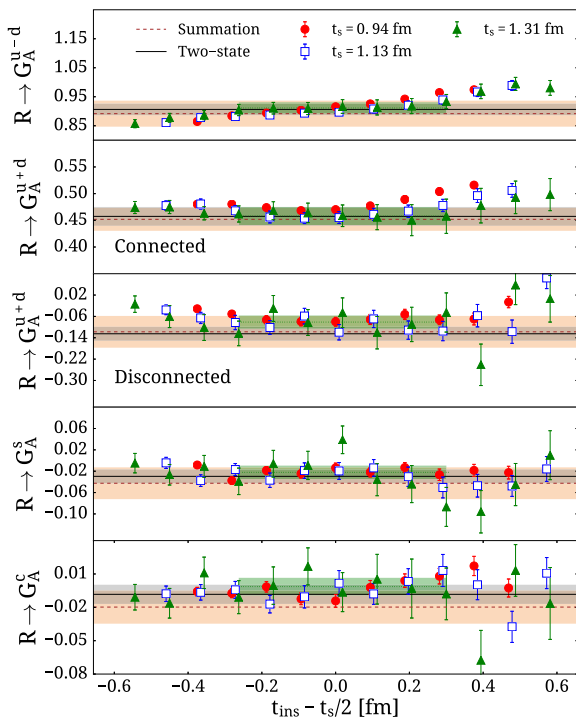 Summation
Two−state
t_s = 0.94 fm
t_s = 1.13 fm
t_s = 1.31 fm
R → G_A^{u−d}
1.15
1.05
0.95
0.85
R → G_A^{u+d}
0.55
0.50
0.45
0.40
Connected
R → G_A^{u+d}
0.02
−0.06
−0.14
−0.22
−0.30
Disconnected
R → G_A^s
0.06
0.02
−0.02
−0.06
−0.10
R → G_A^c
0.01
−0.02
−0.05
−0.08
−0.6 −0.4 −0.2 0.0 0.2 0.4 0.6
t_ins − t_s/2 [fm]